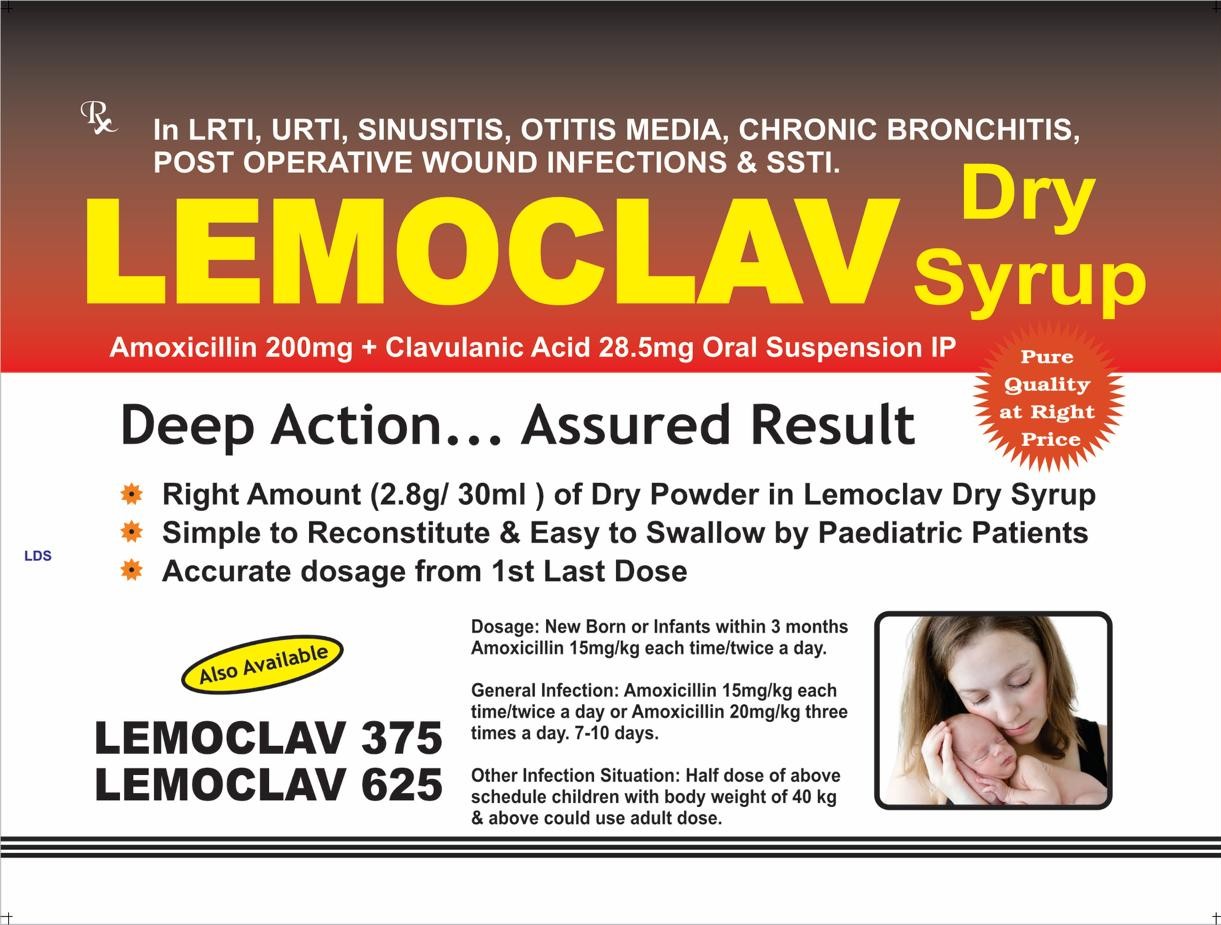 Rx
In LRTI, URTI, SINUSITIS, OTITIS MEDIA, CHRONIC BRONCHITIS,
POST OPERATIVE WOUND INFECTIONS & SSTI.
LEMOCLAV Dry
Syrup
Amoxicillin 200mg + Clavulanic Acid 28.5mg Oral Suspension IP
Pure
Quality
at Right
Price
Deep Action... Assured Result
Right Amount (2.8g/ 30ml ) of Dry Powder in Lemoclav Dry Syrup
Simple to Reconstitute & Easy to Swallow by Paediatric Patients
LDS
Accurate dosage from 1st Last Dose
Also Available
LEMOCLAV 375
LEMOCLAV 625
Dosage: New Born or Infants within 3 months
Amoxicillin 15mg/kg each time/twice a day.
General Infection: Amoxicillin 15mg/kg each
time/twice a day or Amoxicillin 20mg/kg three
times a day. 7-10 days.
Other Infection Situation: Half dose of above
schedule children with body weight of 40 kg
& above could use adult dose.